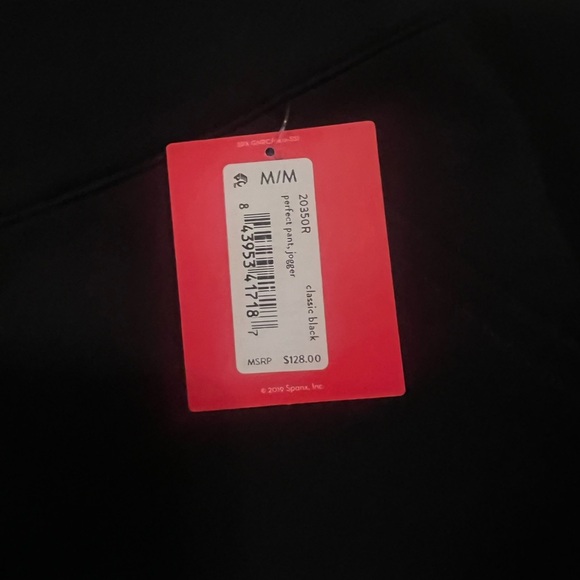 M/M
20350R
perfect pant, jogger
classic black
8 43953 41718 7
MSRP $128.00
© 2019 Spanx, Inc.